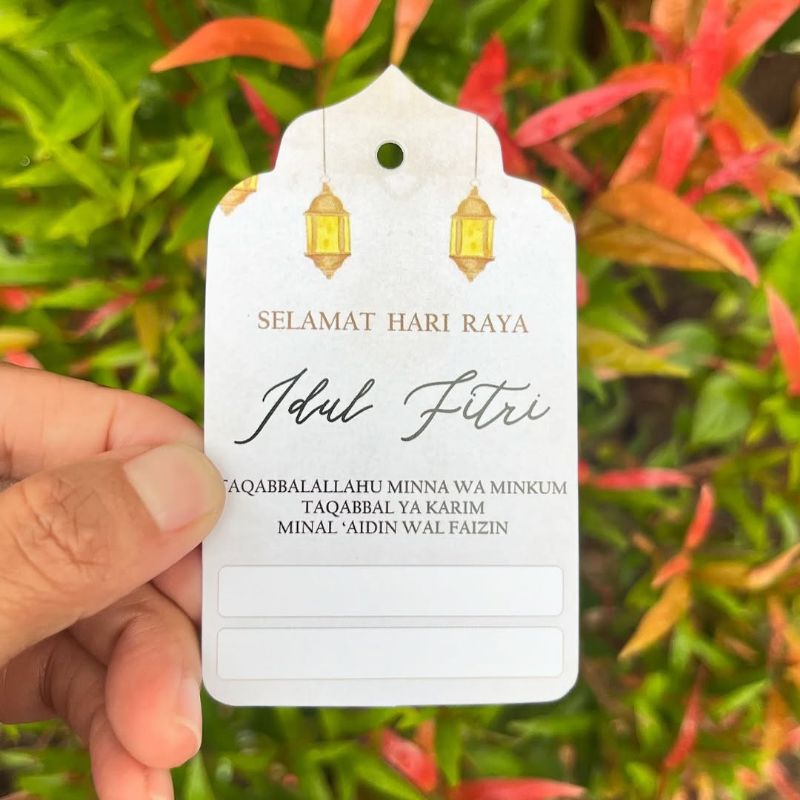 SELAMAT HARI RAYA
Idul Fitri
TAQABBALALLAHU MINNA WA MINKUM
TAQABBAL YA KARIM
MINAL ‘AIDIN WAL FAIZIN